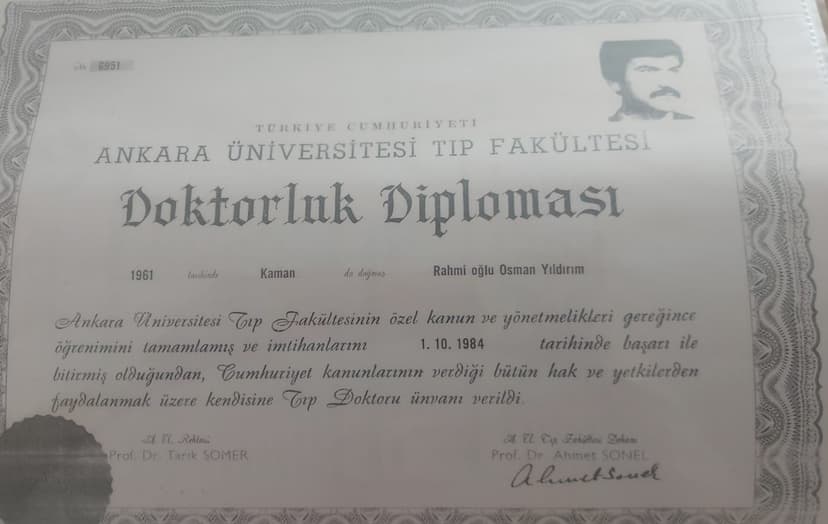 6951
TÜRKİYE CUMHURİYETİ
ANKARA ÜNİVERSİTESİ TIP FAKÜLTESİ
Doktorluk Diploması
1961 tarihinde Kaman da doğmuş Rahmi oğlu Osman Yıldırım
Ankara Üniversitesi Tıp Fakültesinin özel kanun ve yönetmelikleri gereğince
öğrenimini tamamlamış ve imtihanlarını 1. 10. 1984 tarihinde başarı ile
bitirmiş olduğundan, Cumhuriyet kanunlarının verdiği bütün hak ve yetkilerden
faydalanmak üzere kendisine Tıp Doktoru ünvanı verildi.
A. Ü. Rektörü A. Ü. Tıp Fakültesi Dekanı
Prof. Dr. Tarık SOMER Prof. Dr. Ahmet SONEL
Ahmet Sonel